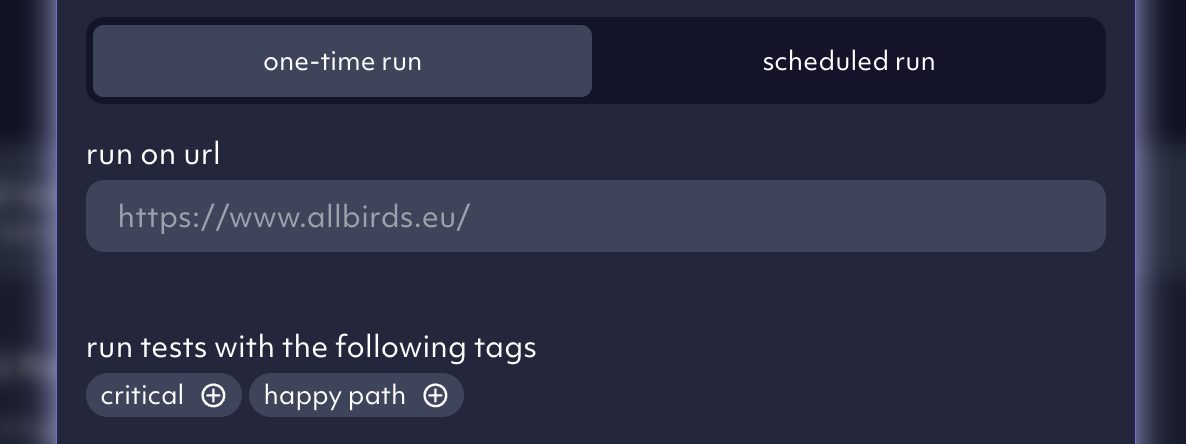 one-time run scheduled run
run on url
https://www.allbirds.eu/
run tests with the following tags
critical happy path